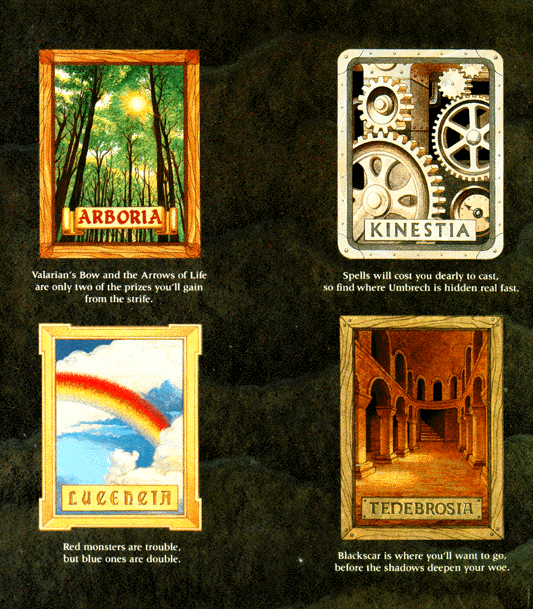 ARBORIA
Valarian's Bow and the Arrows of Life
are only two of the prizes you'll gain
from the strife.
KINESTIA
Spells will cost you dearly to cast,
so find where Umbrech is hidden real fast.
LUCENCIA
Red monsters are trouble,
but blue ones are double.
TENEBROSIA
Blackscar is where you'll want to go,
before the shadows deepen your woe.